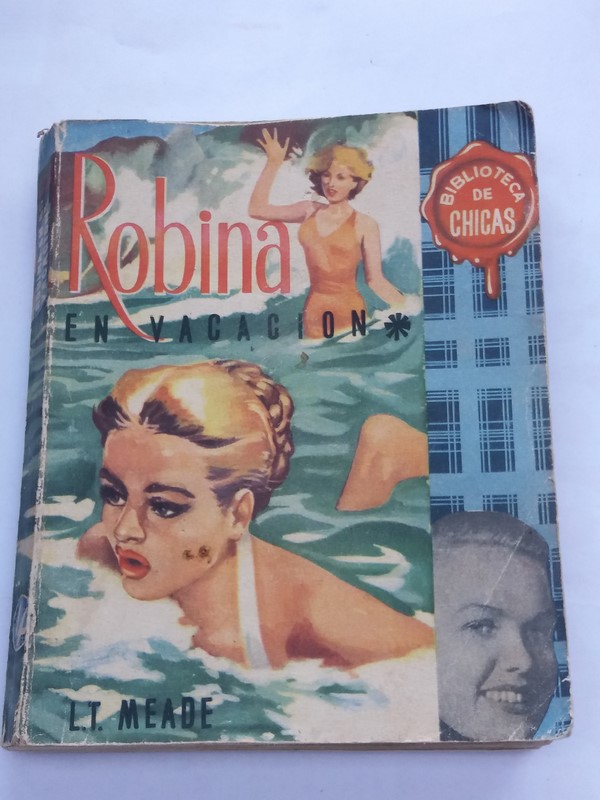 Robina
EN VACACION*
BIBLIOTECA
DE
CHICAS
L.T. MEADE